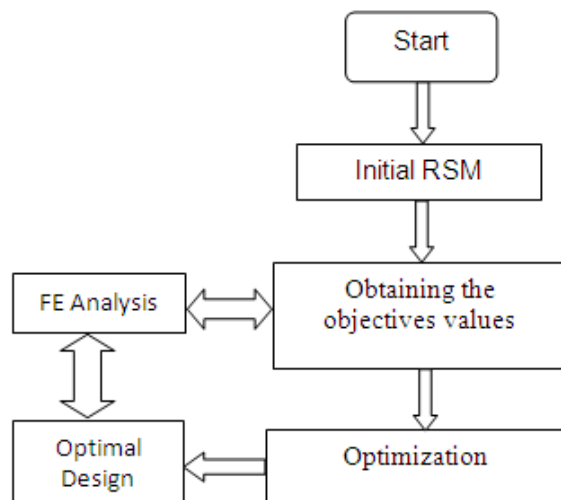 Start
Initial RSM
Obtaining the
objectives values
FE Analysis
Optimization
Optimal
Design